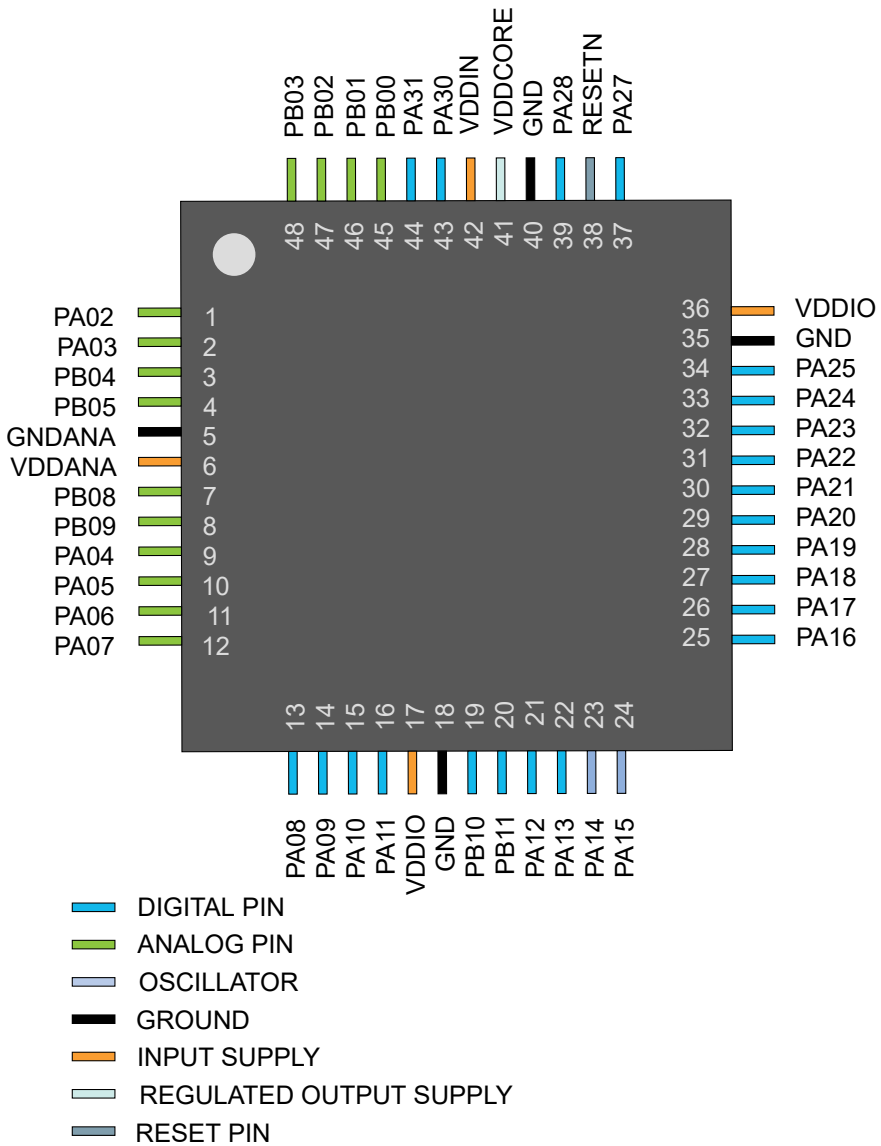 PB03
PB02
PB01
PB00
PA31
PA30
VDDIN
VDDCORE
GND
PA28
RESETN
PA27
48
47
46
45
44
43
42
41
40
39
38
37
PA02 1
PA03 2
PB04 3
PB05 4
GNDANA 5
VDDANA 6
PB08 7
PB09 8
PA04 9
PA05 10
PA06 11
PA07 12
36 VDDIO
35 GND
34 PA25
33 PA24
32 PA23
31 PA22
30 PA21
29 PA20
28 PA19
27 PA18
26 PA17
25 PA16
13
14
15
16
17
18
19
20
21
22
23
24
PA08
PA09
PA10
PA11
VDDIO
GND
PB10
PB11
PA12
PA13
PA14
PA15
DIGITAL PIN
ANALOG PIN
OSCILLATOR
GROUND
INPUT SUPPLY
REGULATED OUTPUT SUPPLY
RESET PIN